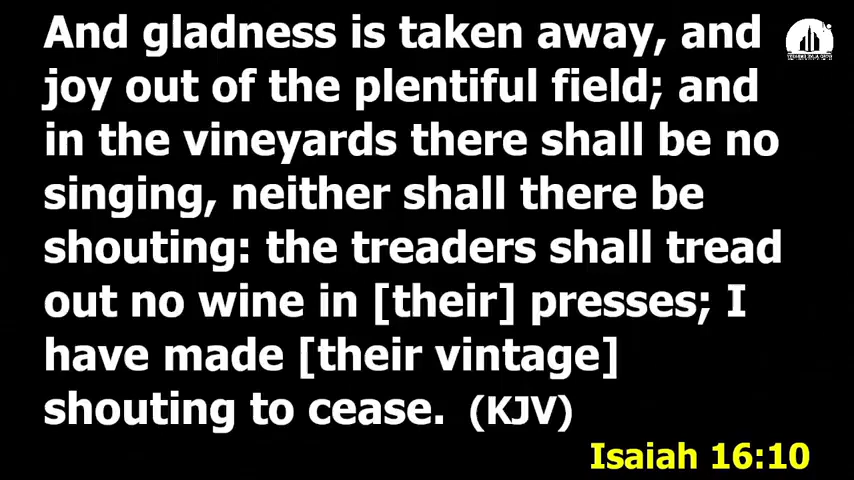 And gladness is taken away, and
joy out of the plentiful field; and
in the vineyards there shall be no
singing, neither shall there be
shouting: the treaders shall tread
out no wine in [their] presses; I
have made [their vintage]
shouting to cease. (KJV)
Isaiah 16:10